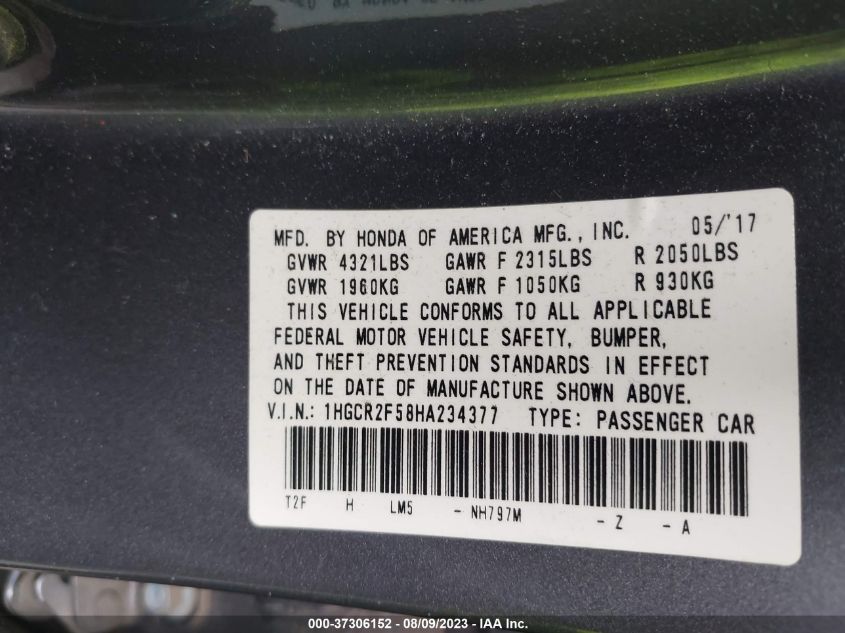 MFD. BY HONDA OF AMERICA MFG., INC. 05/'17
GVWR 4321LBS GAWR F 2315LBS R 2050LBS
GVWR 1960KG GAWR F 1050KG R 930KG
THIS VEHICLE CONFORMS TO ALL APPLICABLE
FEDERAL MOTOR VEHICLE SAFETY, BUMPER,
AND THEFT PREVENTION STANDARDS IN EFFECT
ON THE DATE OF MANUFACTURE SHOWN ABOVE.
V.I.N.: 1HGCR2F58HA234377 TYPE: PASSENGER CAR
T2F H LM5 - NH797M - Z - A
000-37306152 - 08/09/2023 - IAA Inc.